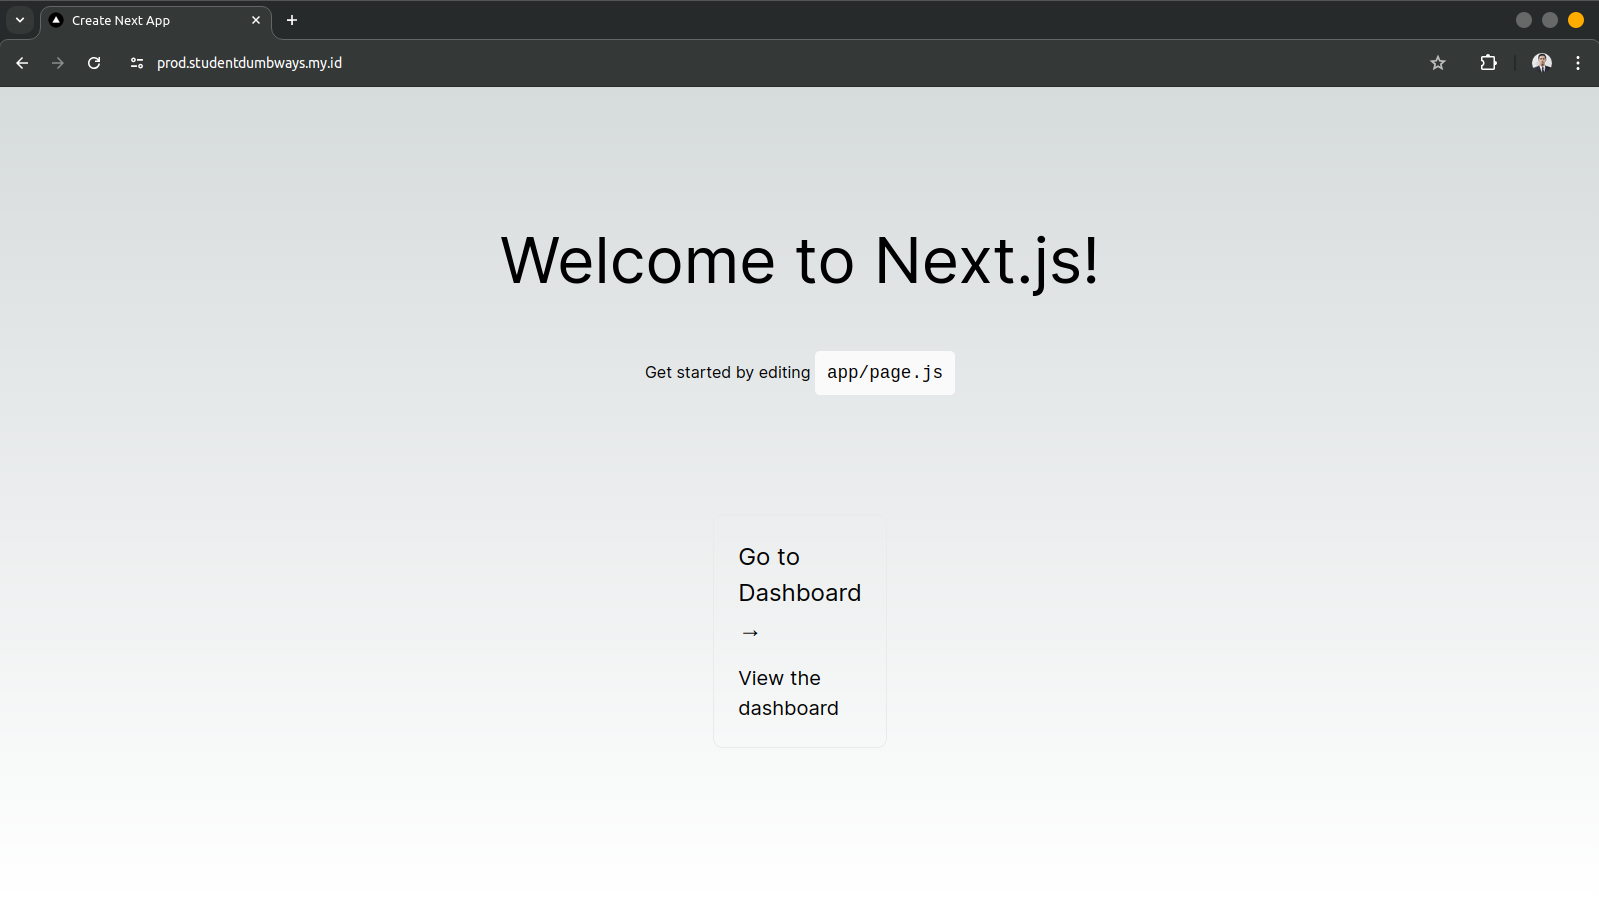 Create Next App
prod.studentdumbways.my.id
Welcome to Next.js!
Get started by editing app/page.js
Go to
Dashboard
→
View the
dashboard